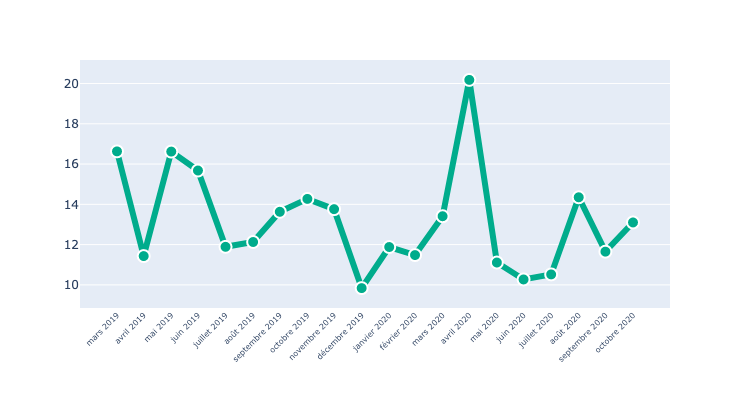 20
18
16
14
12
10
mars 2019
avril 2019
mai 2019
juin 2019
juillet 2019
août 2019
septembre 2019
octobre 2019
novembre 2019
décembre 2019
janvier 2020
février 2020
mars 2020
avril 2020
mai 2020
juin 2020
juillet 2020
août 2020
septembre 2020
octobre 2020